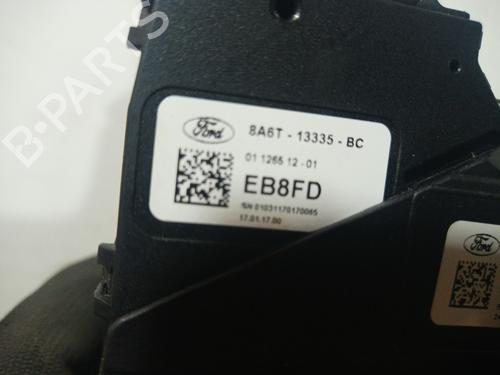 B-PARTS
Ford
8A6T - 13335 - BC
01 1265 12 - 01
EB8FD
SN 01031170170065
17.01.17.00
Ford